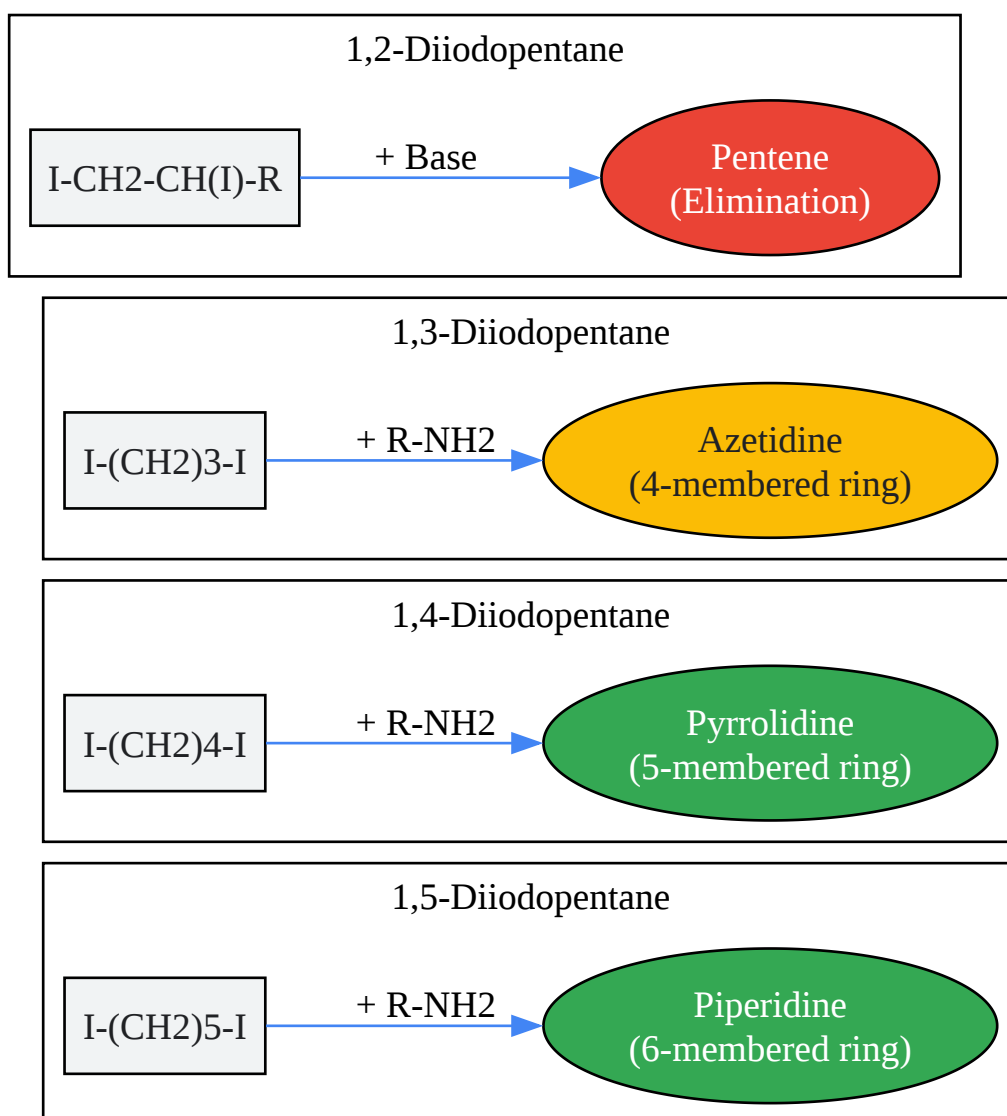 1,2-Diiodopentane
I-CH2-CH(I)-R
+ Base
Pentene
(Elimination)
1,3-Diiodopentane
I-(CH2)3-I
+ R-NH2
Azetidine
(4-membered ring)
1,4-Diiodopentane
I-(CH2)4-I
+ R-NH2
Pyrrolidine
(5-membered ring)
1,5-Diiodopentane
I-(CH2)5-I
+ R-NH2
Piperidine
(6-membered ring)